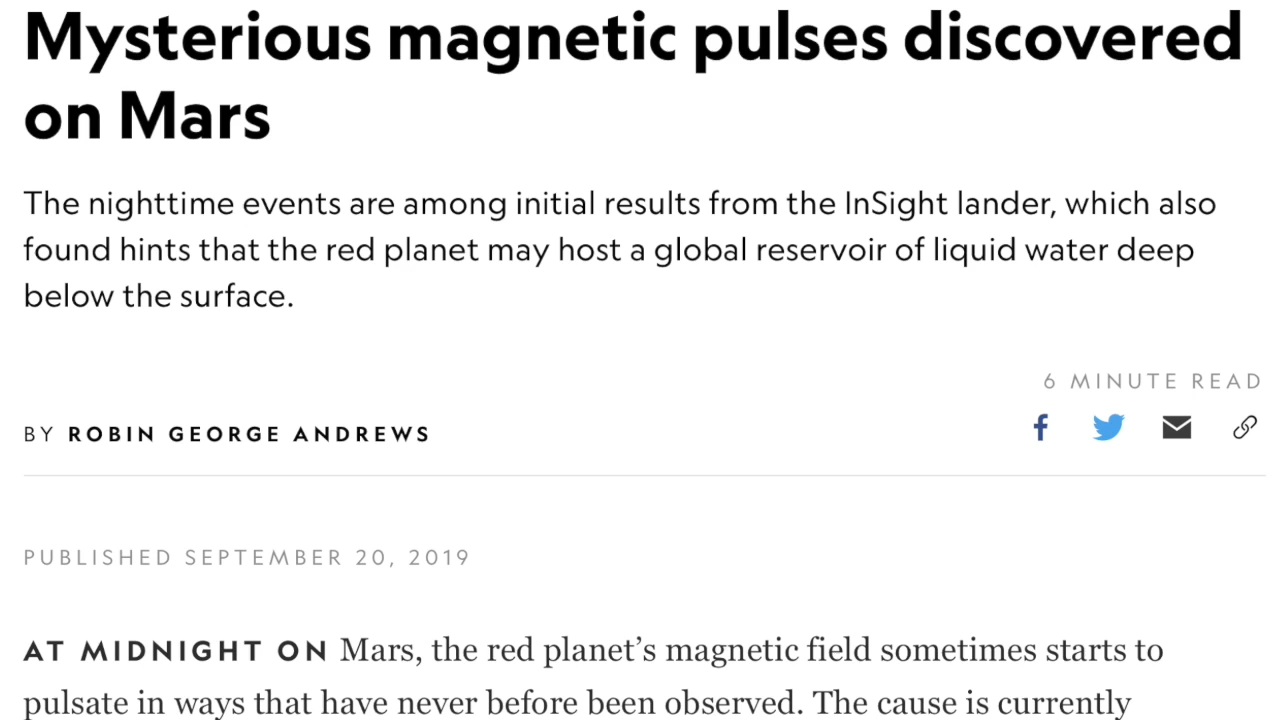 Mysterious magnetic pulses discovered
on Mars
The nighttime events are among initial results from the InSight lander, which also
found hints that the red planet may host a global reservoir of liquid water deep
below the surface.
6 MINUTE READ
BY ROBIN GEORGE ANDREWS
PUBLISHED SEPTEMBER 20, 2019
AT MIDNIGHT ON Mars, the red planet’s magnetic field sometimes starts to
pulsate in ways that have never before been observed. The cause is currently